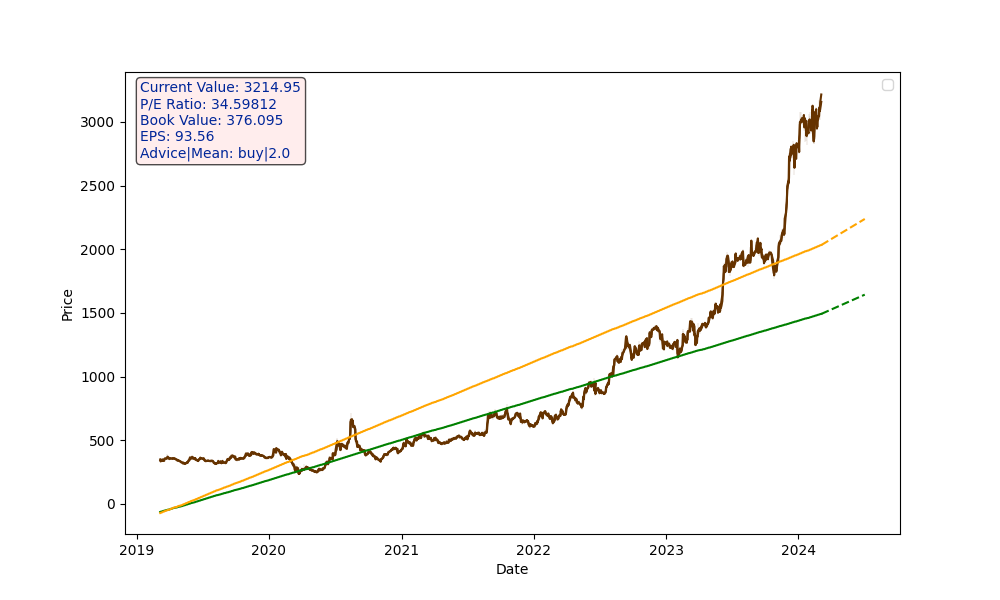 Current Value: 3214.95
P/E Ratio: 34.59812
Book Value: 376.095
EPS: 93.56
Advice|Mean: buy|2.0
Price
3000
2500
2000
1500
1000
500
0
2019 2020 2021 2022 2023 2024
Date